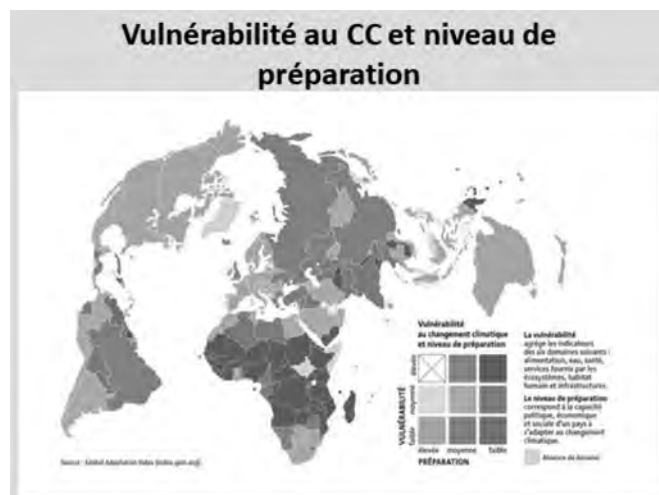 Vulnérabilité au CC et niveau de
préparation
Vulnérabilité
au changement climatique
et niveau de préparation
VULNÉRABILITÉ
élevée
moyenne
faible
élevée moyenne faible
PRÉPARATION
La vulnérabilité
agrège les indicateurs
des six domaines suivants :
alimentation, eau, santé,
services fournis par les
écosystèmes, habitat
humain et infrastructures.
Le niveau de préparation
correspond à la capacité
politique, économique
et sociale d'un pays à
s'adapter au changement
climatique.
Absence de données
Source : Global Adaptation Index (index.gain.org).